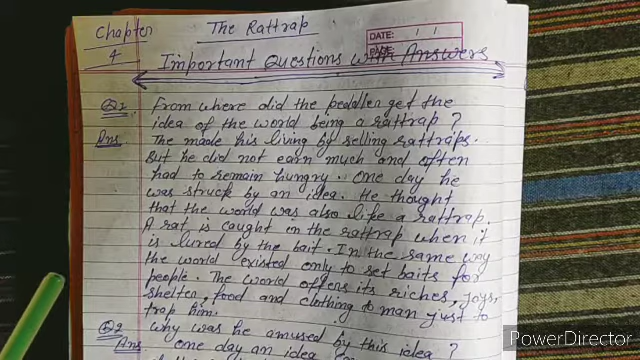 Chapter
4
The Rattrap
DATE: / /
PAGE:
Important Questions with Answers
Q1. From where did the peddler get the
idea of the world being a rattrap?
Ans The made his living by selling rattraps.
But he did not earn much and often
had to remain hungry. One day he
was struck by an idea. He thought
that the world was also like a rattrap.
A rat is caught in the rattrap when it
is lured by the bait. In the same way
the world existed only to set baits for
people. The world offers its riches, joys,
shelter, food and clothing to man just to
trap him.
Q2 Why was he amused by this idea?
Ans One day an idea
PowerDirector